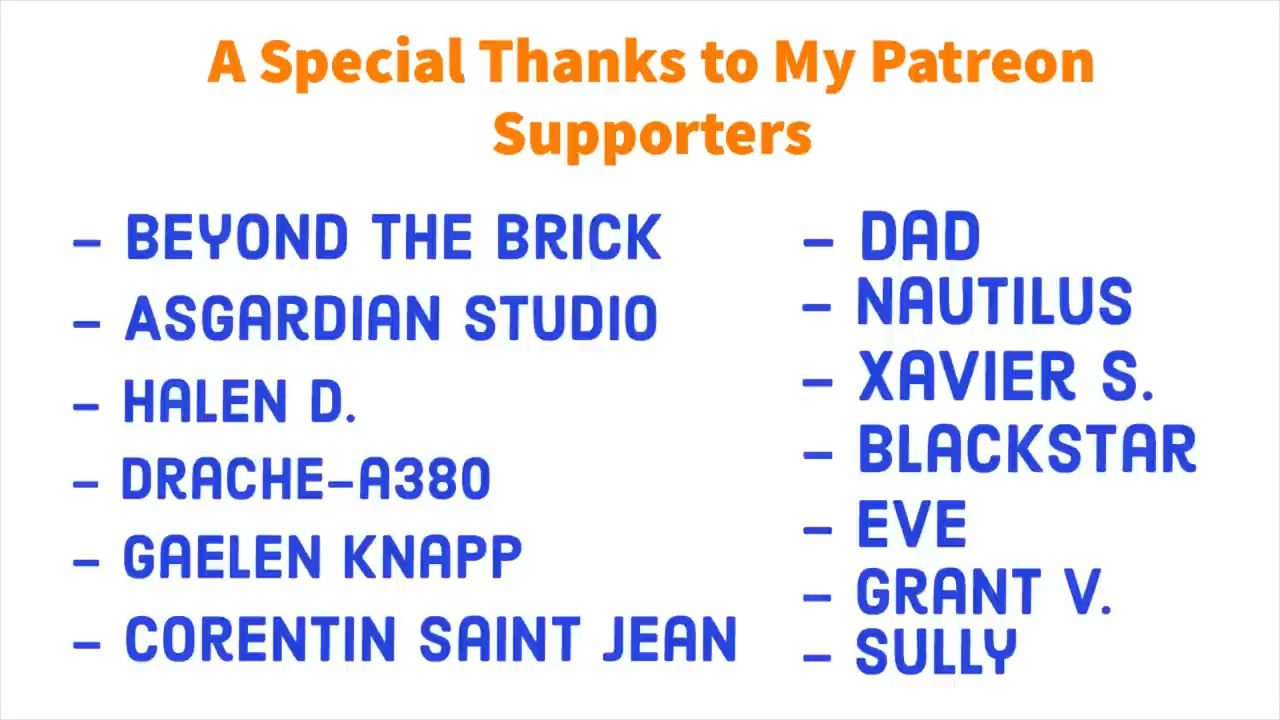 A Special Thanks to My Patreon
Supporters
- BEYOND THE BRICK
- ASGARDIAN STUDIO
- HALEN D.
- DRACHE-A380
- GAELEN KNAPP
- CORENTIN SAINT JEAN
- DAD
- NAUTILUS
- XAVIER S.
- BLACKSTAR
- EVE
- GRANT V.
- SULLY